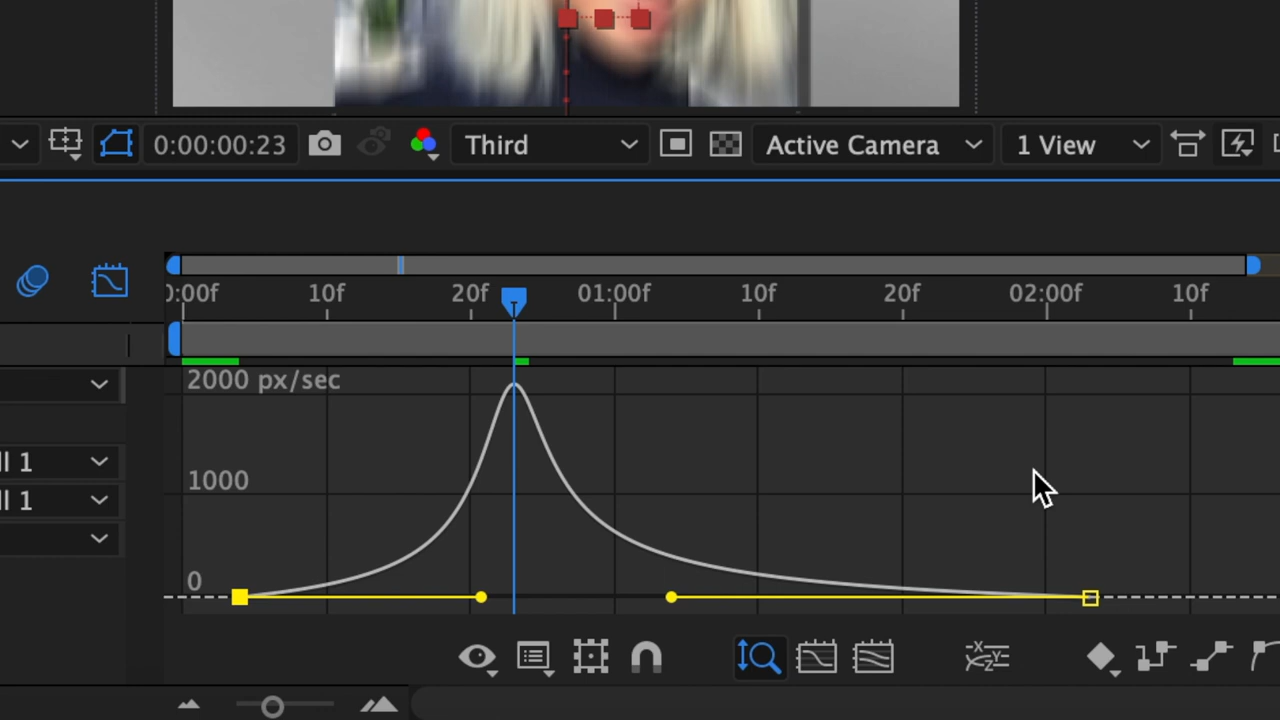 0:00:00:23 Third Active Camera 1 View
0:00f 10f 20f 01:00f 10f 20f 02:00f 10f
2000 px/sec
ll 1
1000
ll 1
0